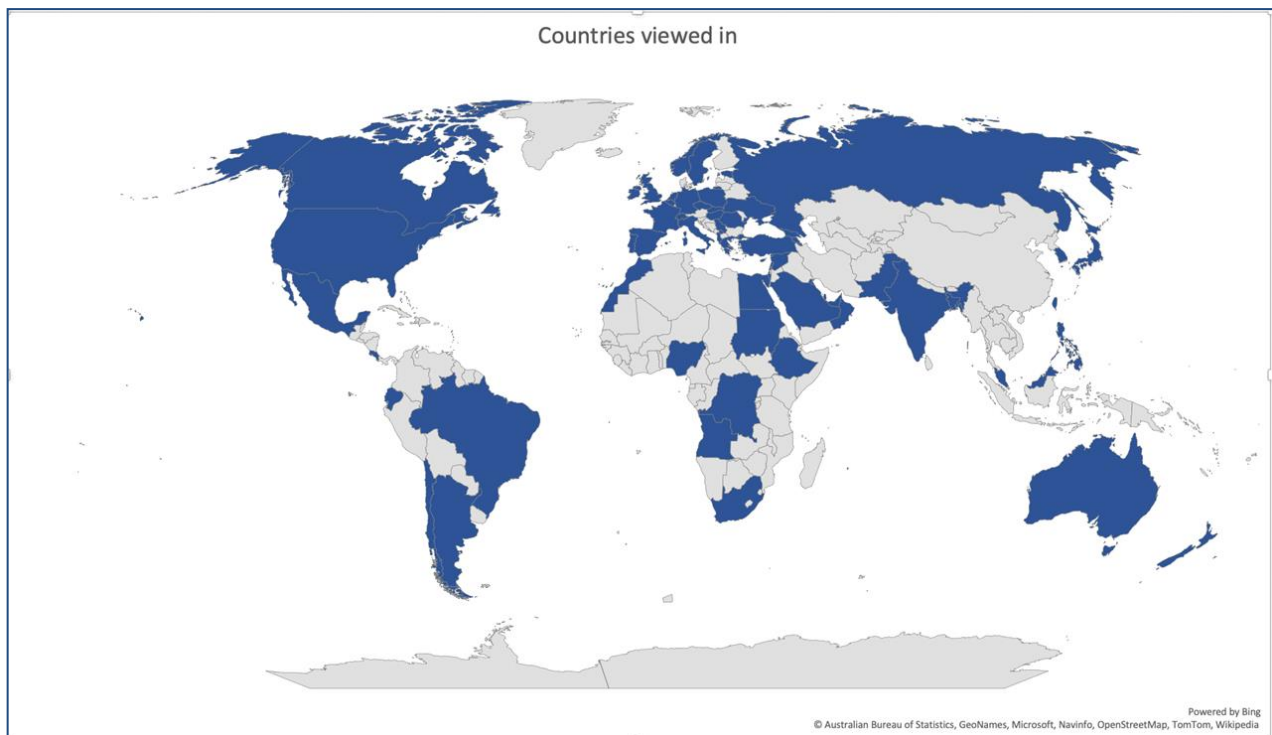 Countries viewed in
Powered by Bing
© Australian Bureau of Statistics, GeoNames, Microsoft, Navinfo, OpenStreetMap, TomTom, Wikipedia